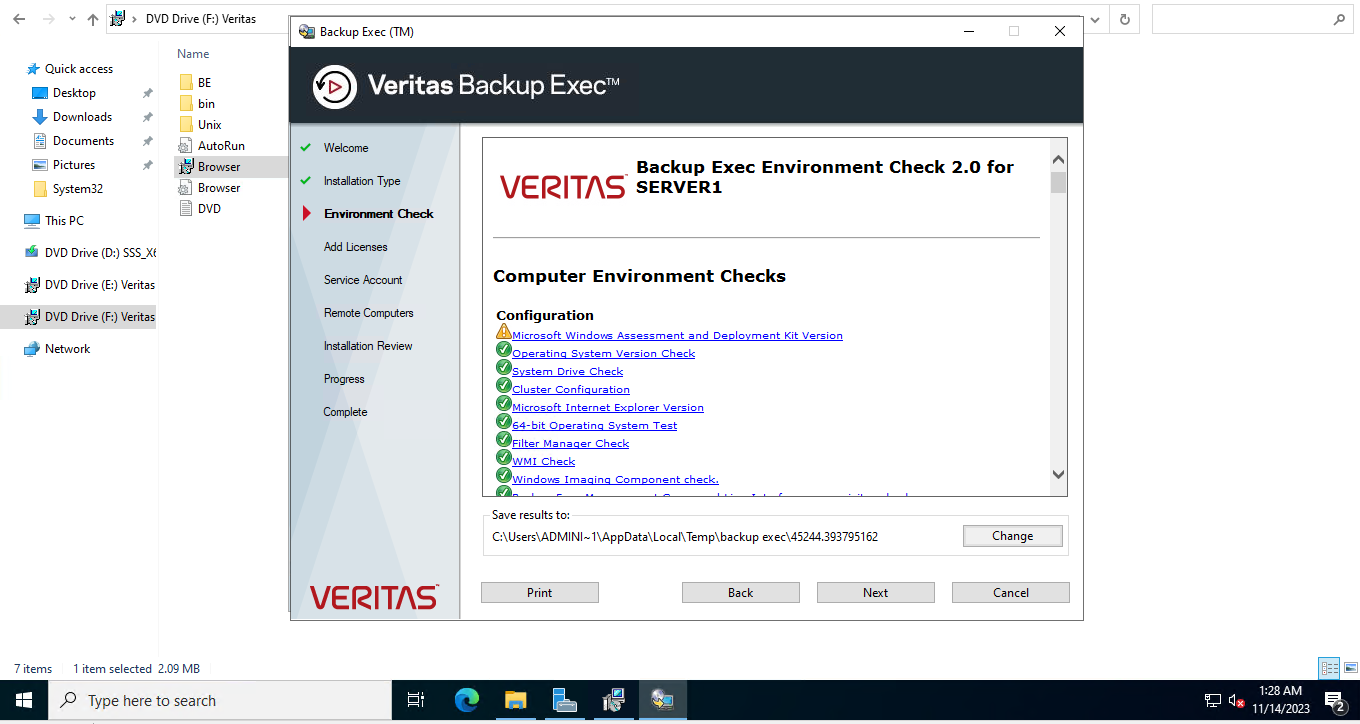 DVD Drive (F:) Veritas
Name
Quick access
Desktop
Downloads
Documents
Pictures
System32
This PC
DVD Drive (D:) SSS_X6
DVD Drive (E:) Veritas
DVD Drive (F:) Veritas
Network
BE
bin
Unix
AutoRun
Browser
Browser
DVD
Backup Exec (TM)
Veritas Backup Exec™
Welcome
Installation Type
Environment Check
Add Licenses
Service Account
Remote Computers
Installation Review
Progress
Complete
VERITAS™
VERITAS™
Backup Exec Environment Check 2.0 for
SERVER1
Computer Environment Checks
Configuration
Microsoft Windows Assessment and Deployment Kit Version
Operating System Version Check
System Drive Check
Cluster Configuration
Microsoft Internet Explorer Version
64-bit Operating System Test
Filter Manager Check
WMI Check
Windows Imaging Component check.
Save results to:
C:\Users\ADMINI~1\AppData\Local\Temp\backup exec\45244.393795162
Change
Print
Back
Next
Cancel
7 items
1 item selected 2.09 MB
Type here to search
1:28 AM
11/14/2023
2